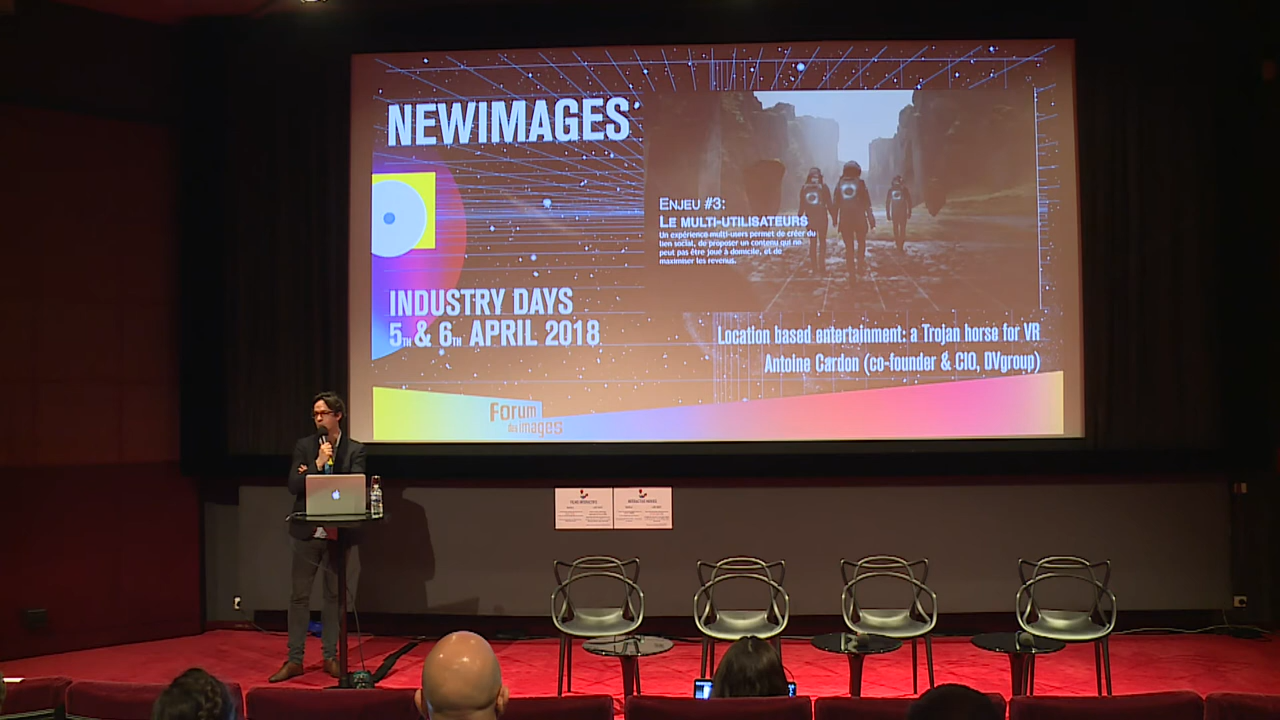 NEWIMAGES
ENJEU #3:
LE MULTI-UTILISATEURS
Un expérience multi-users permet de créer du
lien social, de proposer un contenu qui ne
peut pas être joué à domicile, et de
maximiser les revenus.
INDUSTRY DAYS
5TH & 6TH APRIL 2018
Location based entertainment: a Trojan horse for VR
Antoine Cardon (co-founder & CIO, DVgroup)
Forum
des images